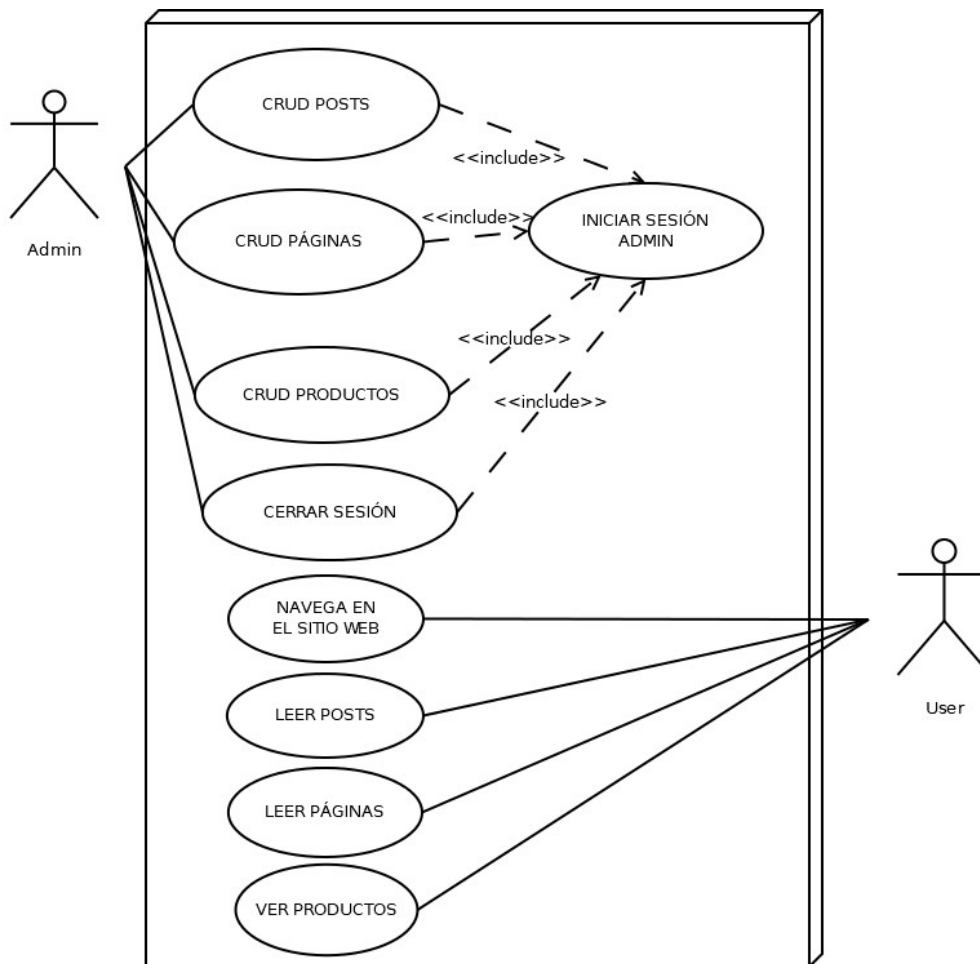 CRUD POSTS
<<include>>
Admin
CRUD PÁGINAS
<<include>>
INICIAR SESIÓN
ADMIN
CRUD PRODUCTOS
<<include>>
<<include>>
CERRAR SESIÓN
NAVEGA EN
EL SITIO WEB
LEER POSTS
User
LEER PÁGINAS
VER PRODUCTOS